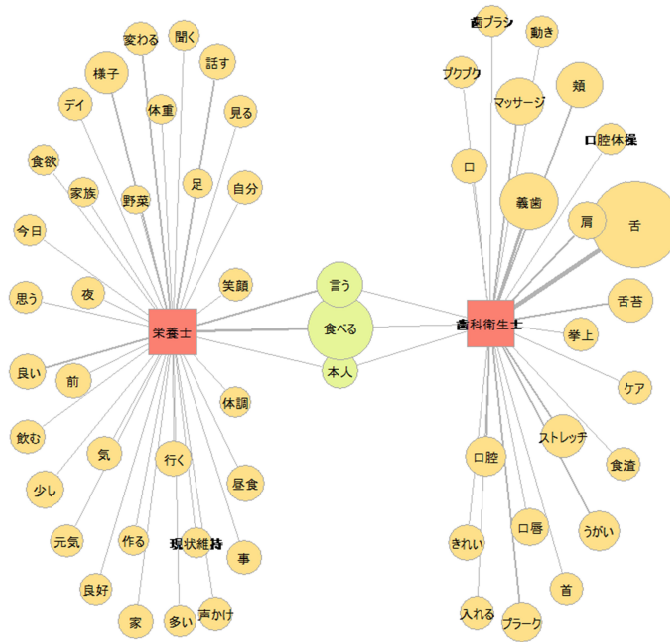 歯ブラシ
変わる
聞く
動き
話す
様子
ブクブク
頬
マッサージ
デイ
体重
見る
口腔体操
食欲
口
家族
野菜
足
自分
義歯
肩
舌
今日
笑顔
言う
思う
夜
舌苔
栄養士
食べる
歯科衛生士
挙上
良い
前
本人
ケア
体調
飲む
気
行く
口腔
ストレッチ
食渣
少し
昼食
元気
作る
現状維持
きれい
口唇
うがい
事
良好
首
家
多い
声かけ
入れる
プラーク